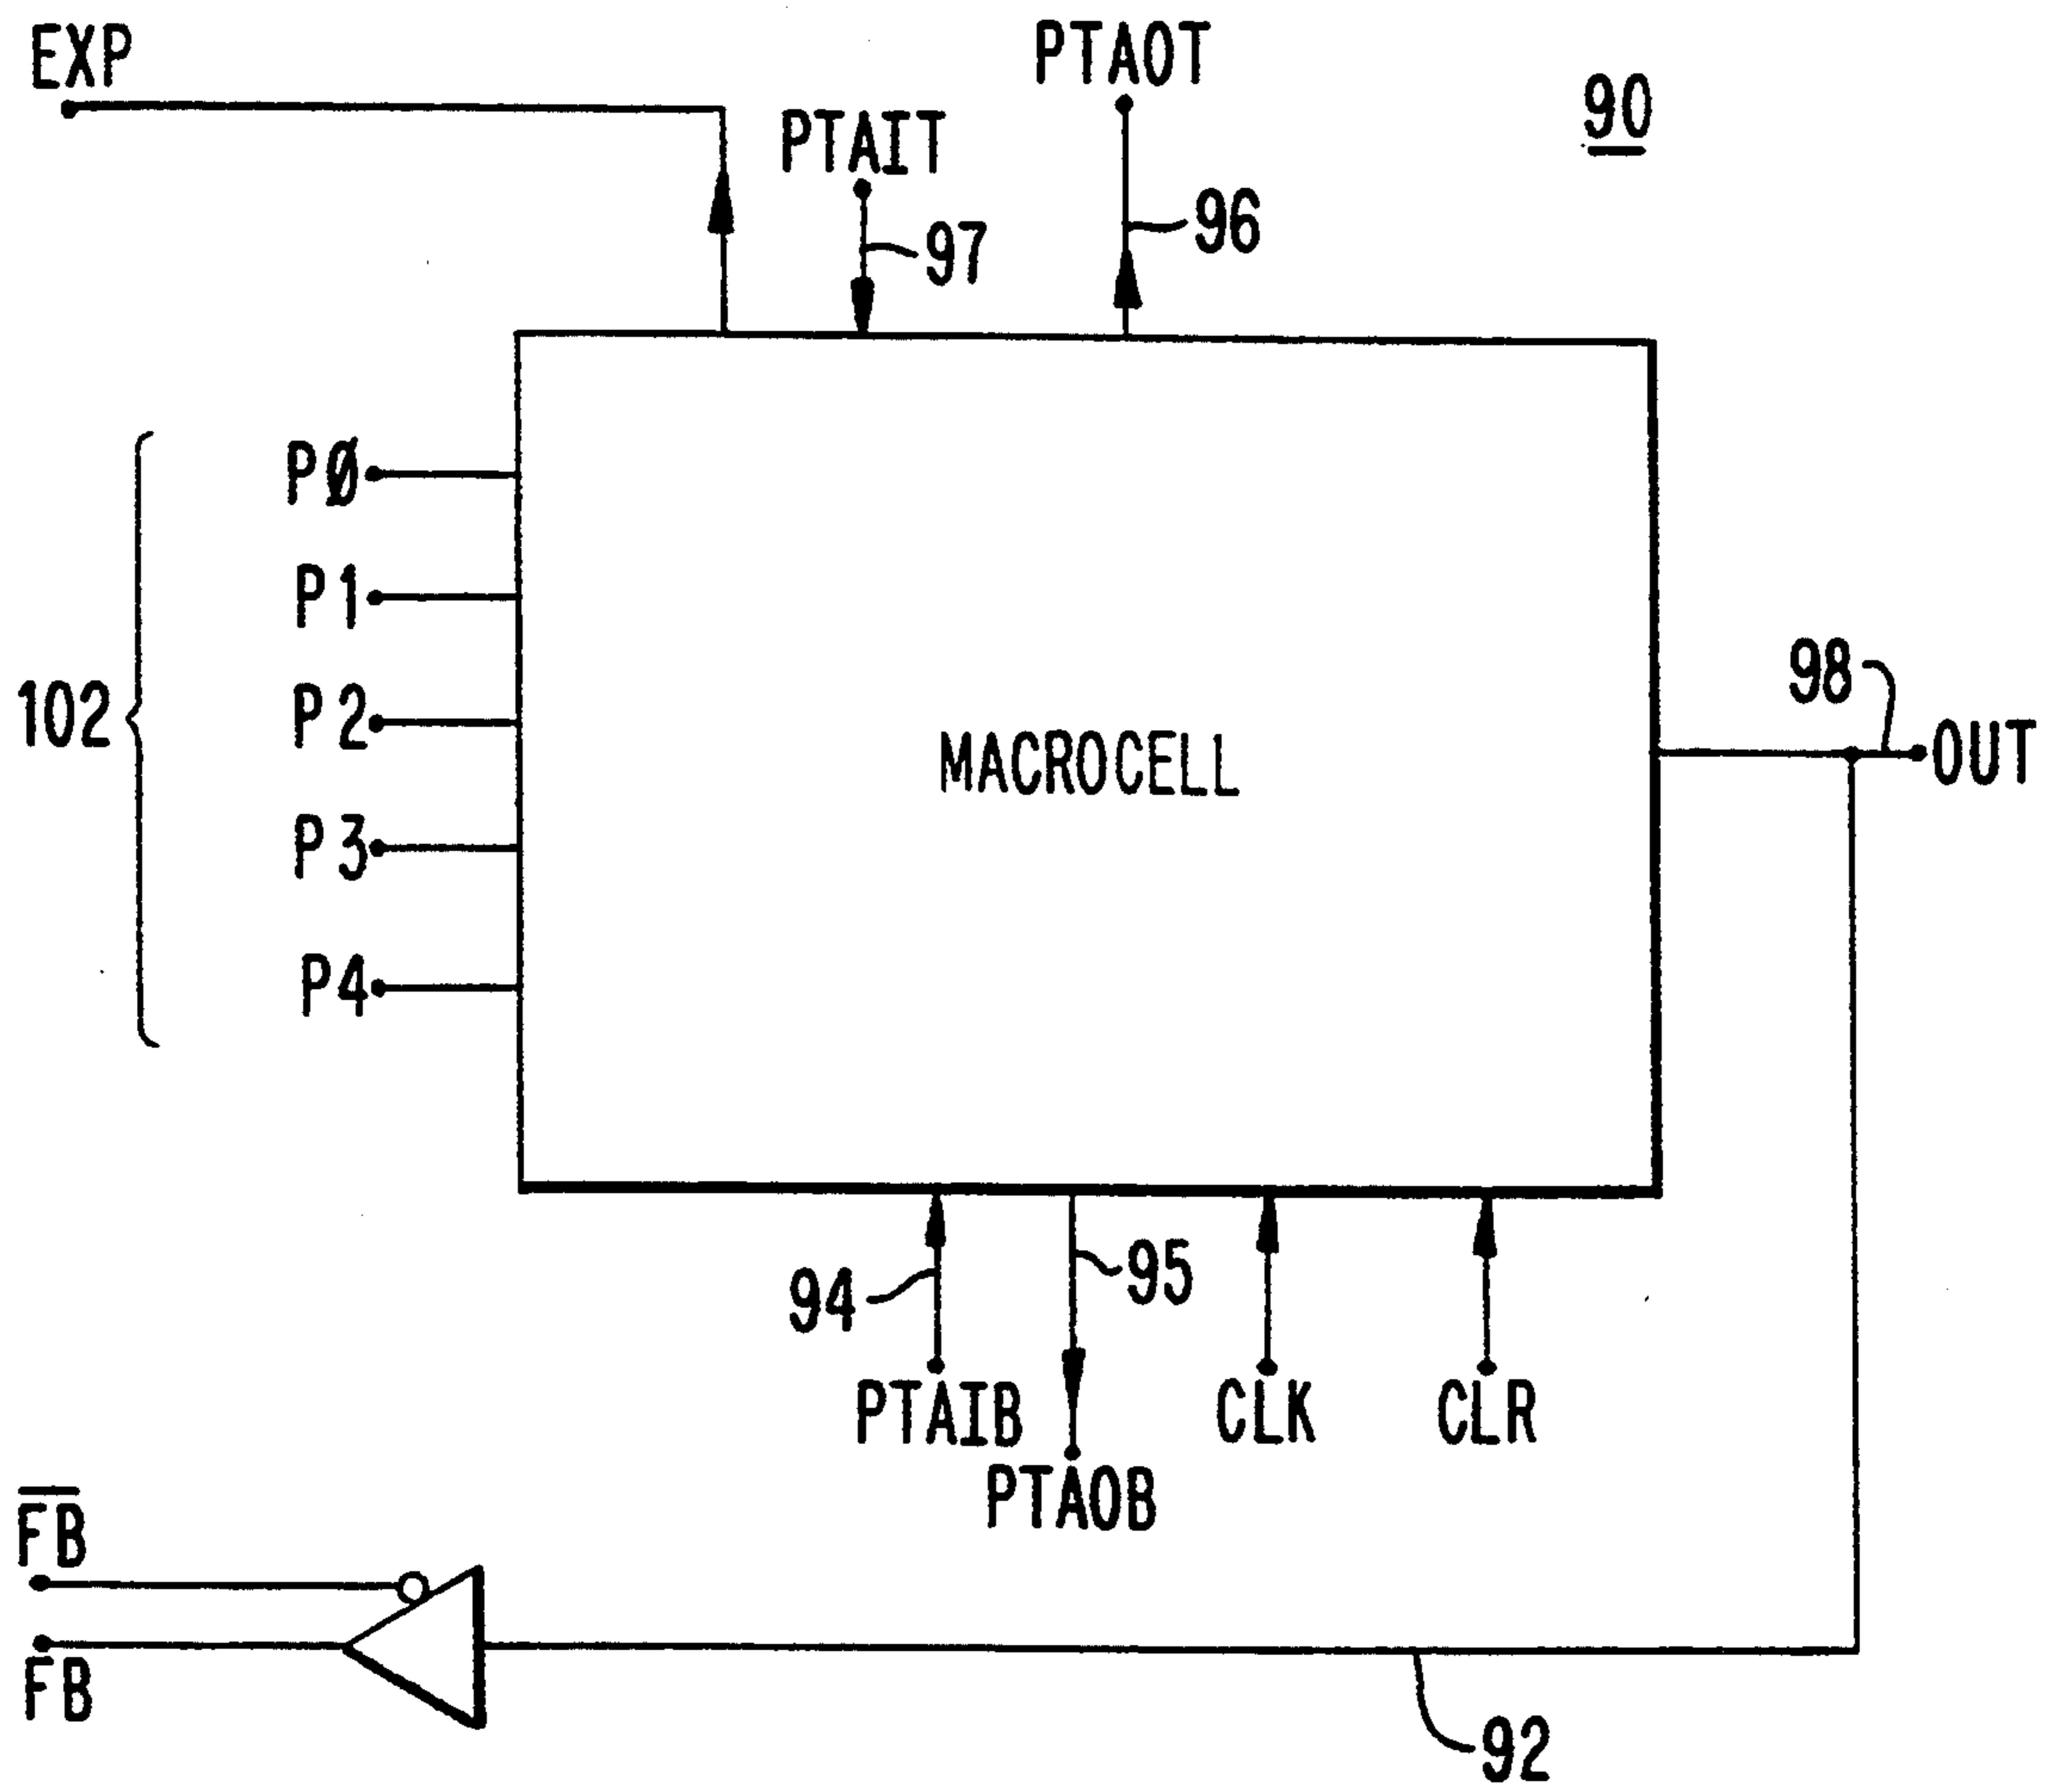 EXP
PTAOT
90
PTAIT
97
96
PØ
P1
102
P2
P3
P4
MACROCELL
98
OUT
94
95
PTAIB
CLK
CLR
PTAOB
F̅B̅
FB
92